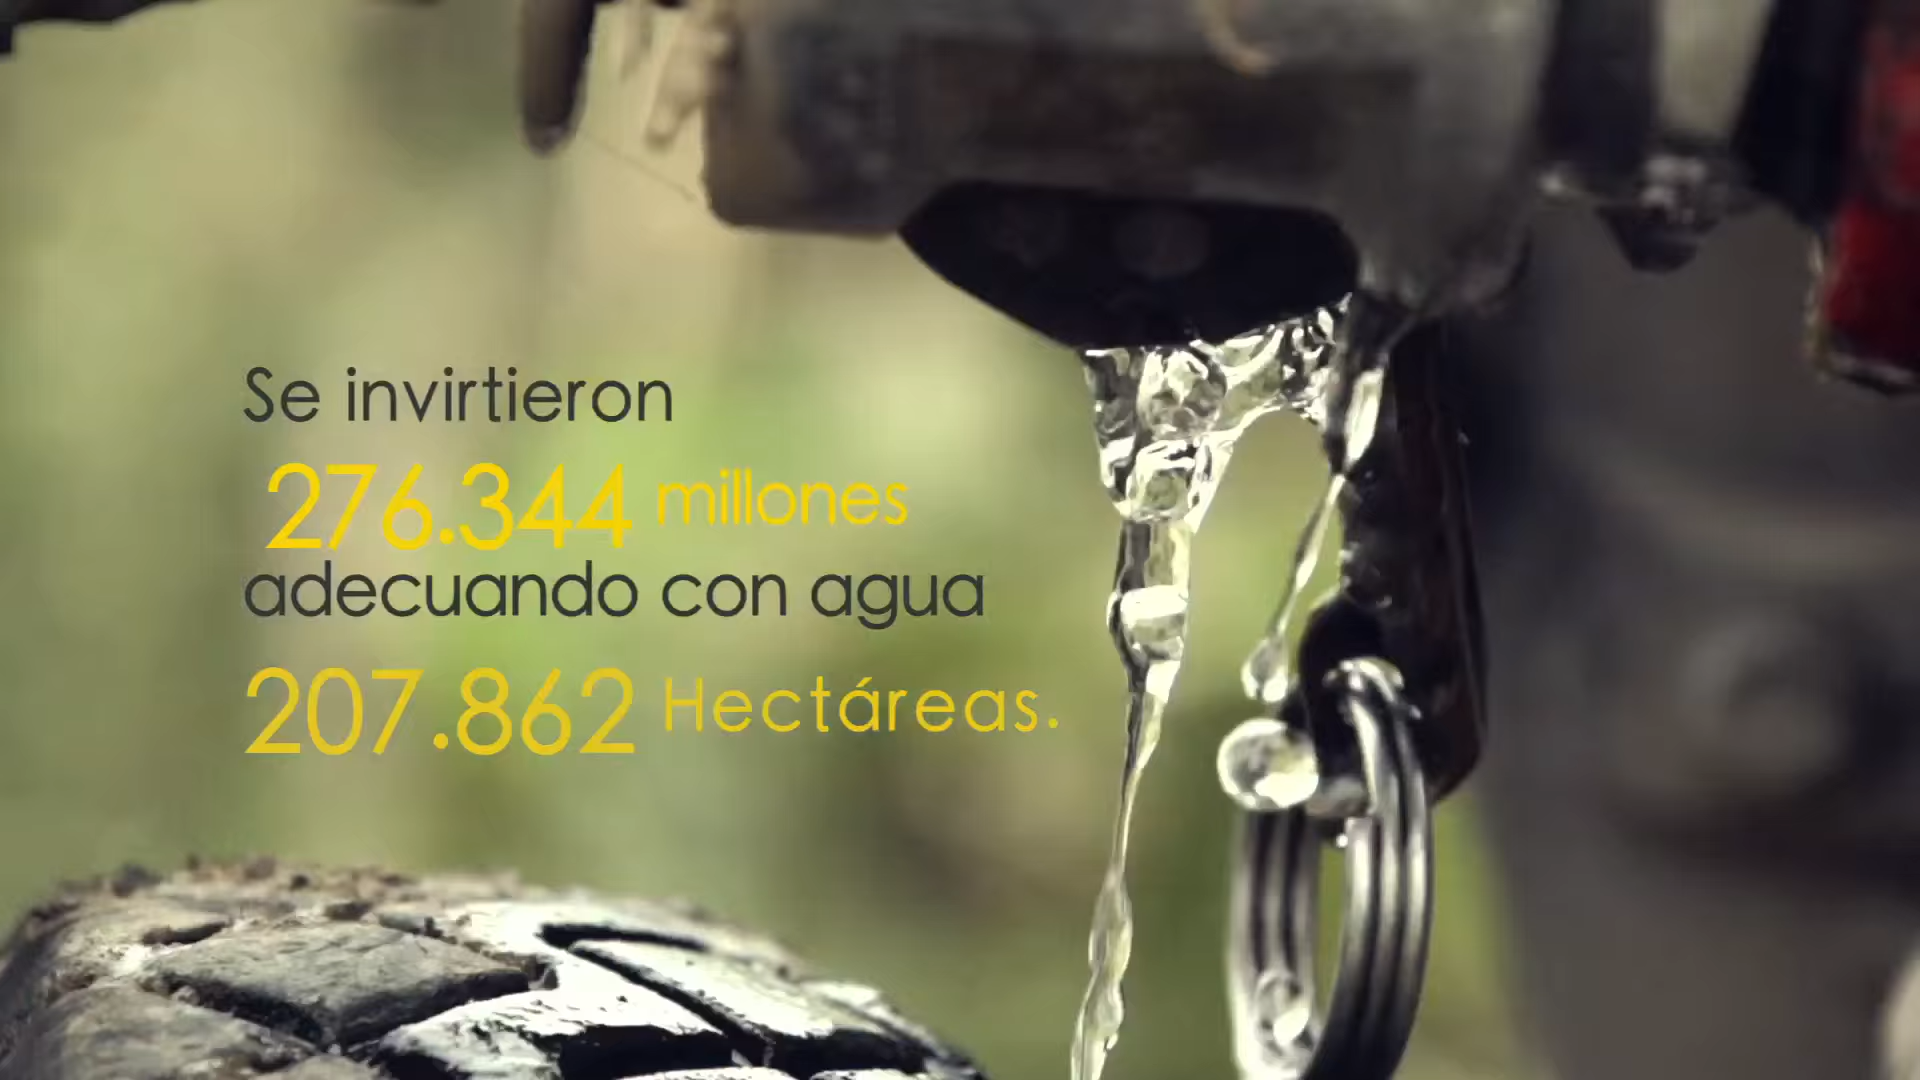 Se invirtieron
276.344 millones
adecuando con agua
207.862 Hectáreas.